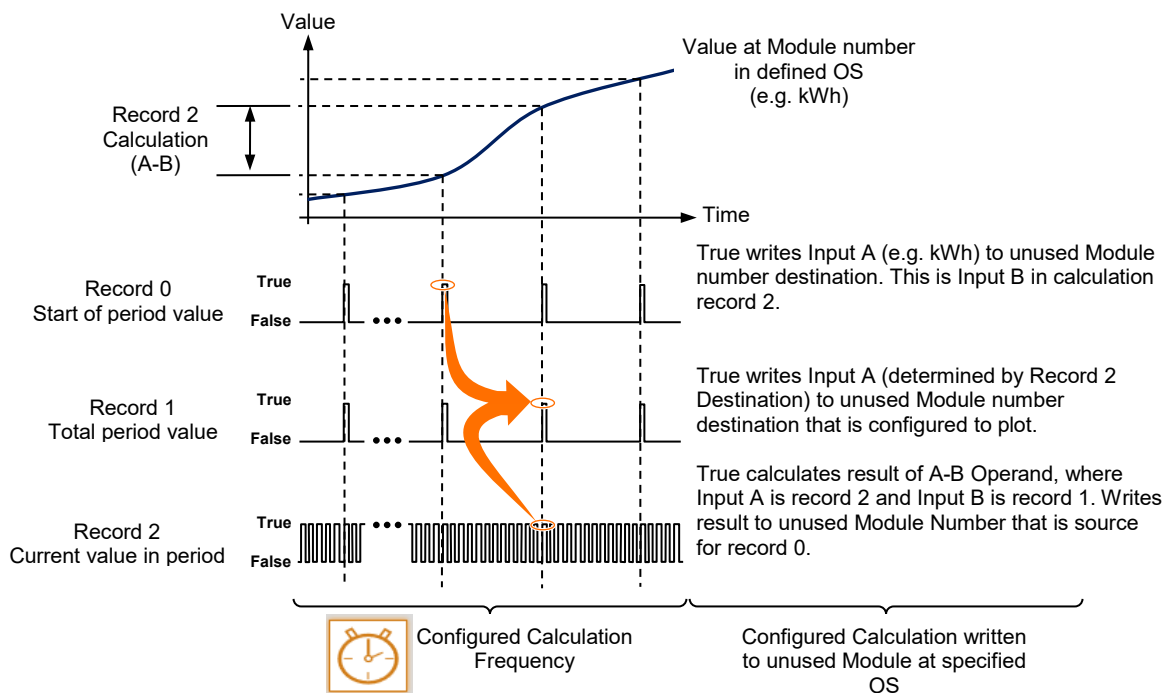 Value
Value at Module number
in defined OS
(e.g. kWh)
Record 2
Calculation
(A-B)
Time
Record 0
Start of period value
True
False
True writes Input A (e.g. kWh) to unused Module
number destination. This is Input B in calculation
record 2.
Record 1
Total period value
True
False
True writes Input A (determined by Record 2
Destination) to unused Module number
destination that is configured to plot.
Record 2
Current value in period
True
False
True calculates result of A-B Operand, where
Input A is record 2 and Input B is record 1. Writes
result to unused Module Number that is source
for record 0.
Configured Calculation
Frequency
Configured Calculation written
to unused Module at specified
OS